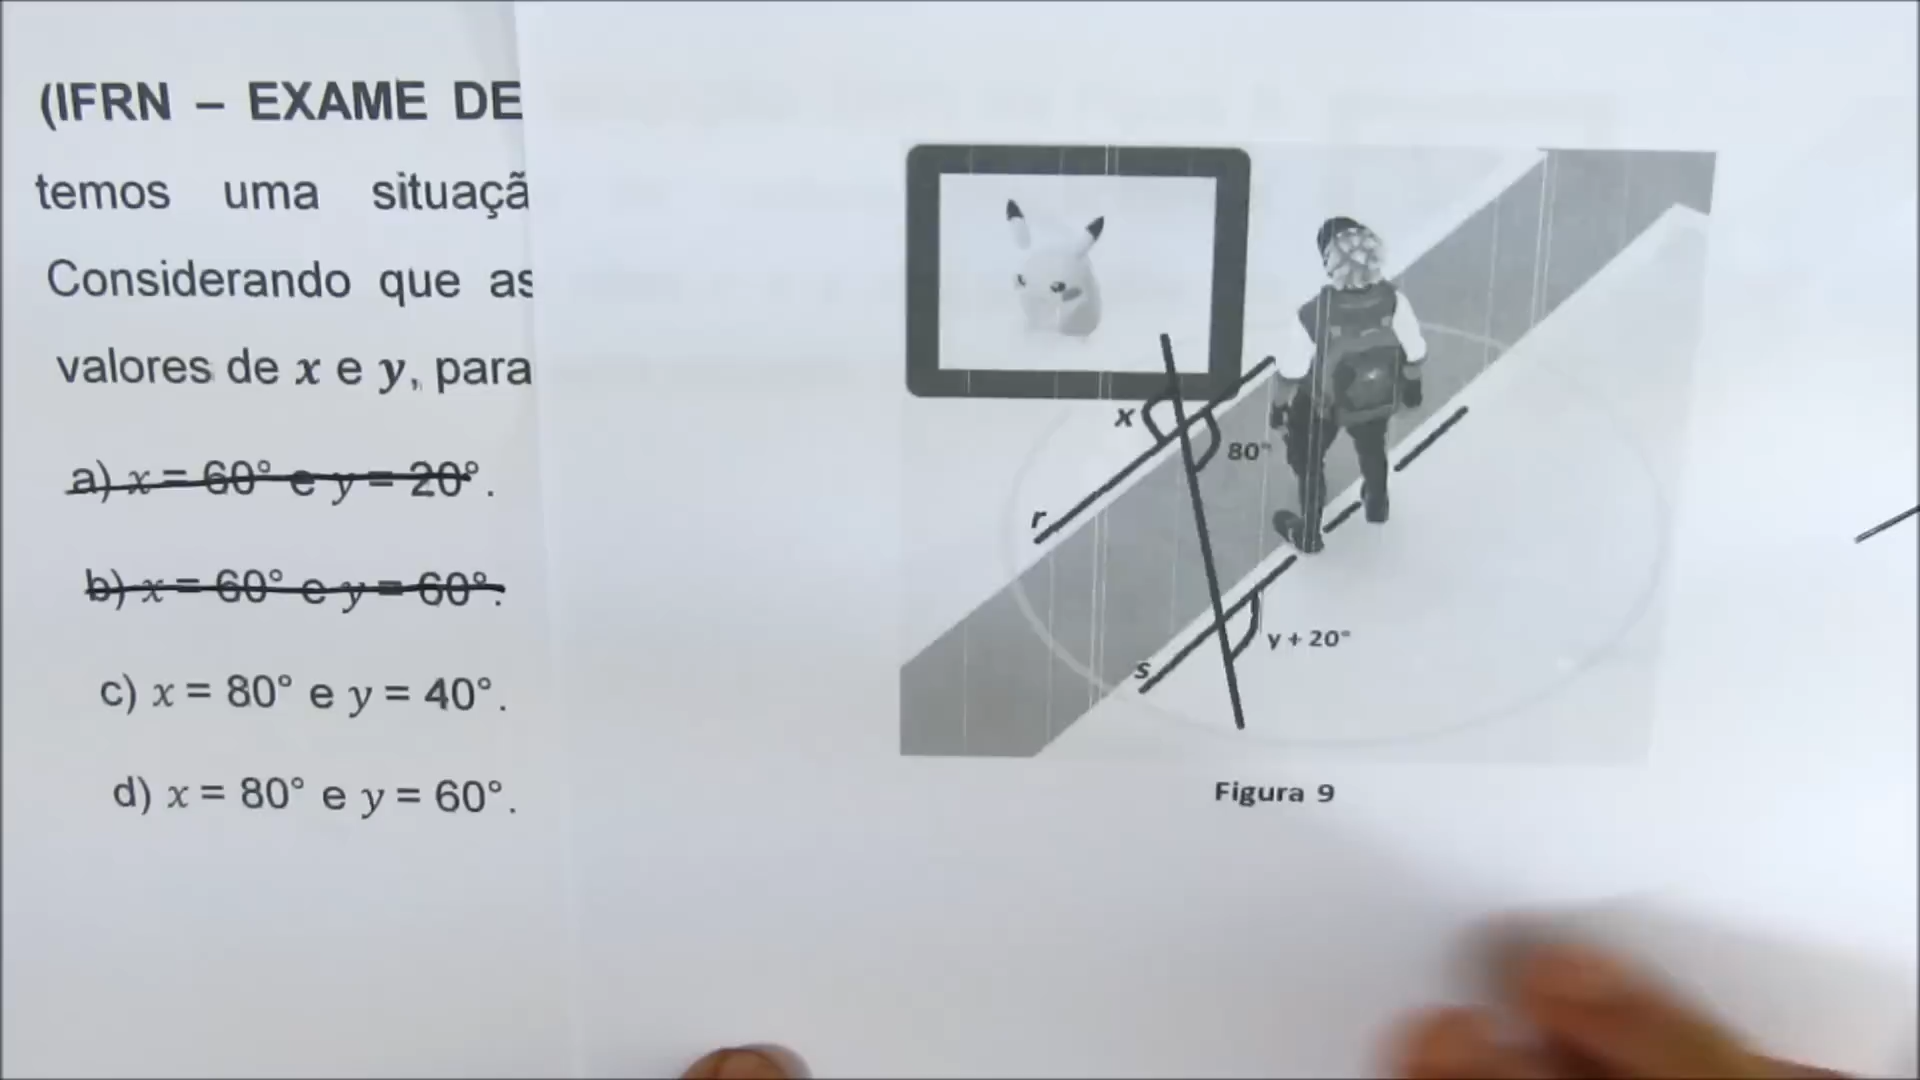 (IFRN – EXAME DE
temos uma situaçã
Considerando que as
valores de x e y, para
a) x = 60° e y = 20°.
b) x = 60° e y = 60°.
c) x = 80° e y = 40°.
d) x = 80° e y = 60°.
x
80°
r
y + 20°
s
Figura 9